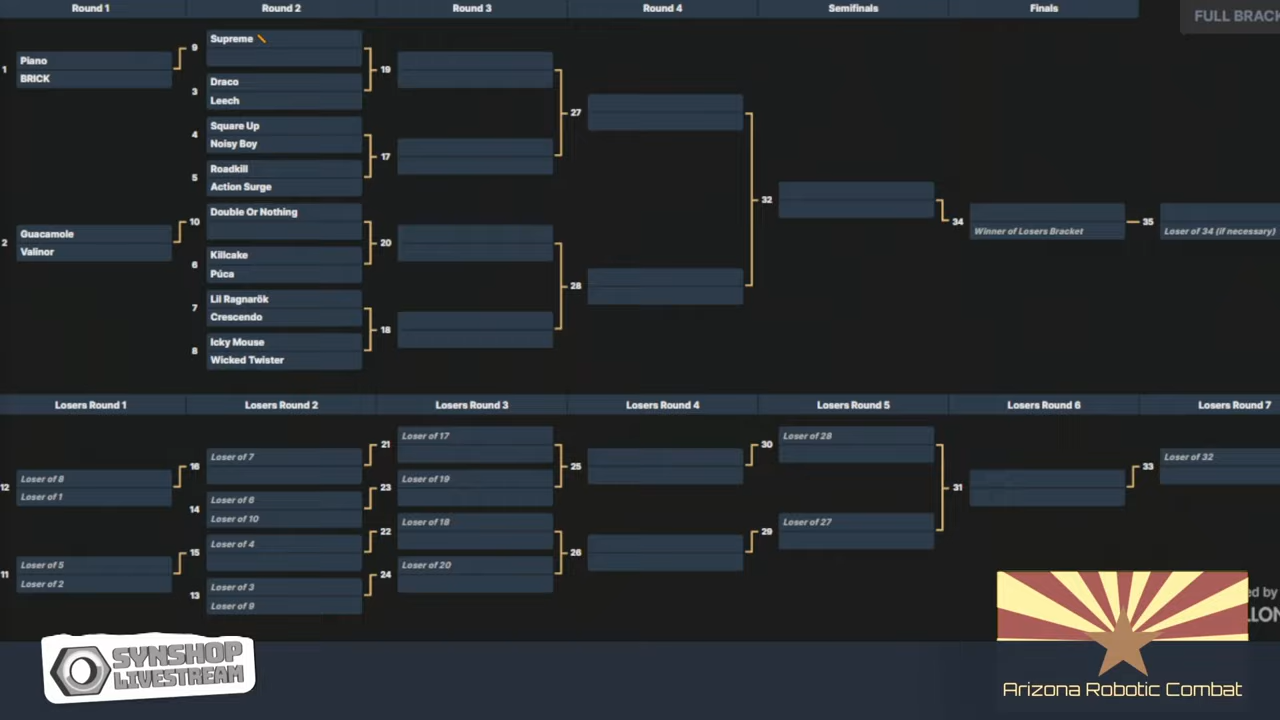 Round 1 Round 2 Round 3 Round 4 Semifinals Finals
FULL BRACK
9 Supreme
1 Piano
BRICK
19
3 Draco
Leech
27
4 Square Up
Noisy Boy
17
5 Roadkill
Action Surge
32
10 Double Or Nothing
34
Winner of Losers Bracket
35
Loser of 34 (if necessary)
2 Guacamole
Valinor
20
6 Killcake
Púca
28
7 Lil Ragnarök
Crescendo
18
8 Icky Mouse
Wicked Twister
Losers Round 1 Losers Round 2 Losers Round 3 Losers Round 4 Losers Round 5 Losers Round 6 Losers Round 7
12 Loser of 8
Loser of 1
16 Loser of 7
14 Loser of 6
Loser of 10
11 Loser of 5
Loser of 2
15 Loser of 4
13 Loser of 3
Loser of 9
21 Loser of 17
23 Loser of 19
22 Loser of 18
24 Loser of 20
25
26
30 Loser of 28
29 Loser of 27
31
33 Loser of 32
ed by
LLON
SYNSHOP
LIVESTREAM
Arizona Robotic Combat